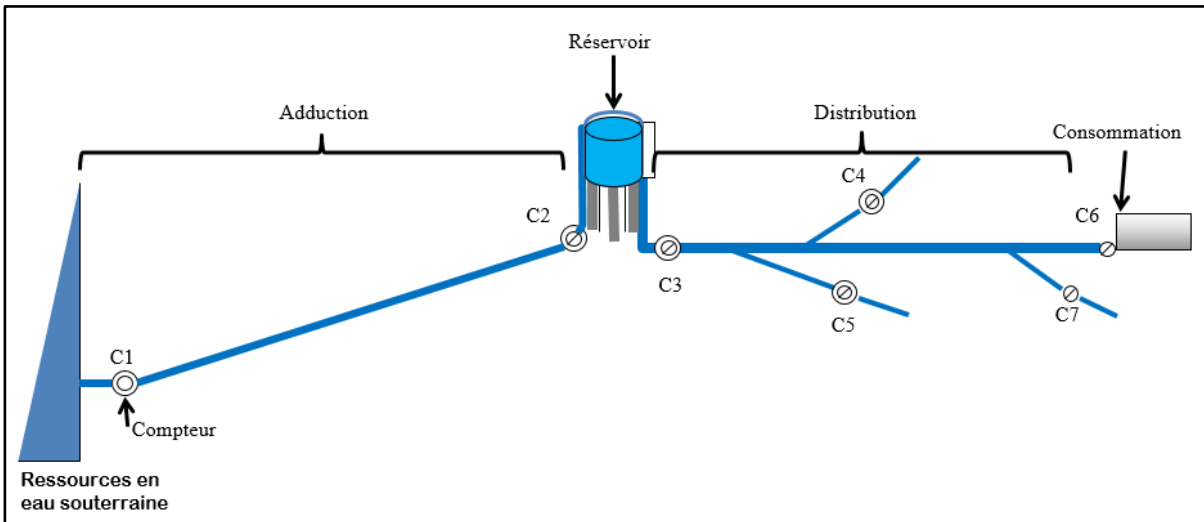 Réservoir
Adduction
Distribution
Consommation
C4
C2
C6
C3
C5
C7
C1
Compteur
Ressources en
eau souterraine